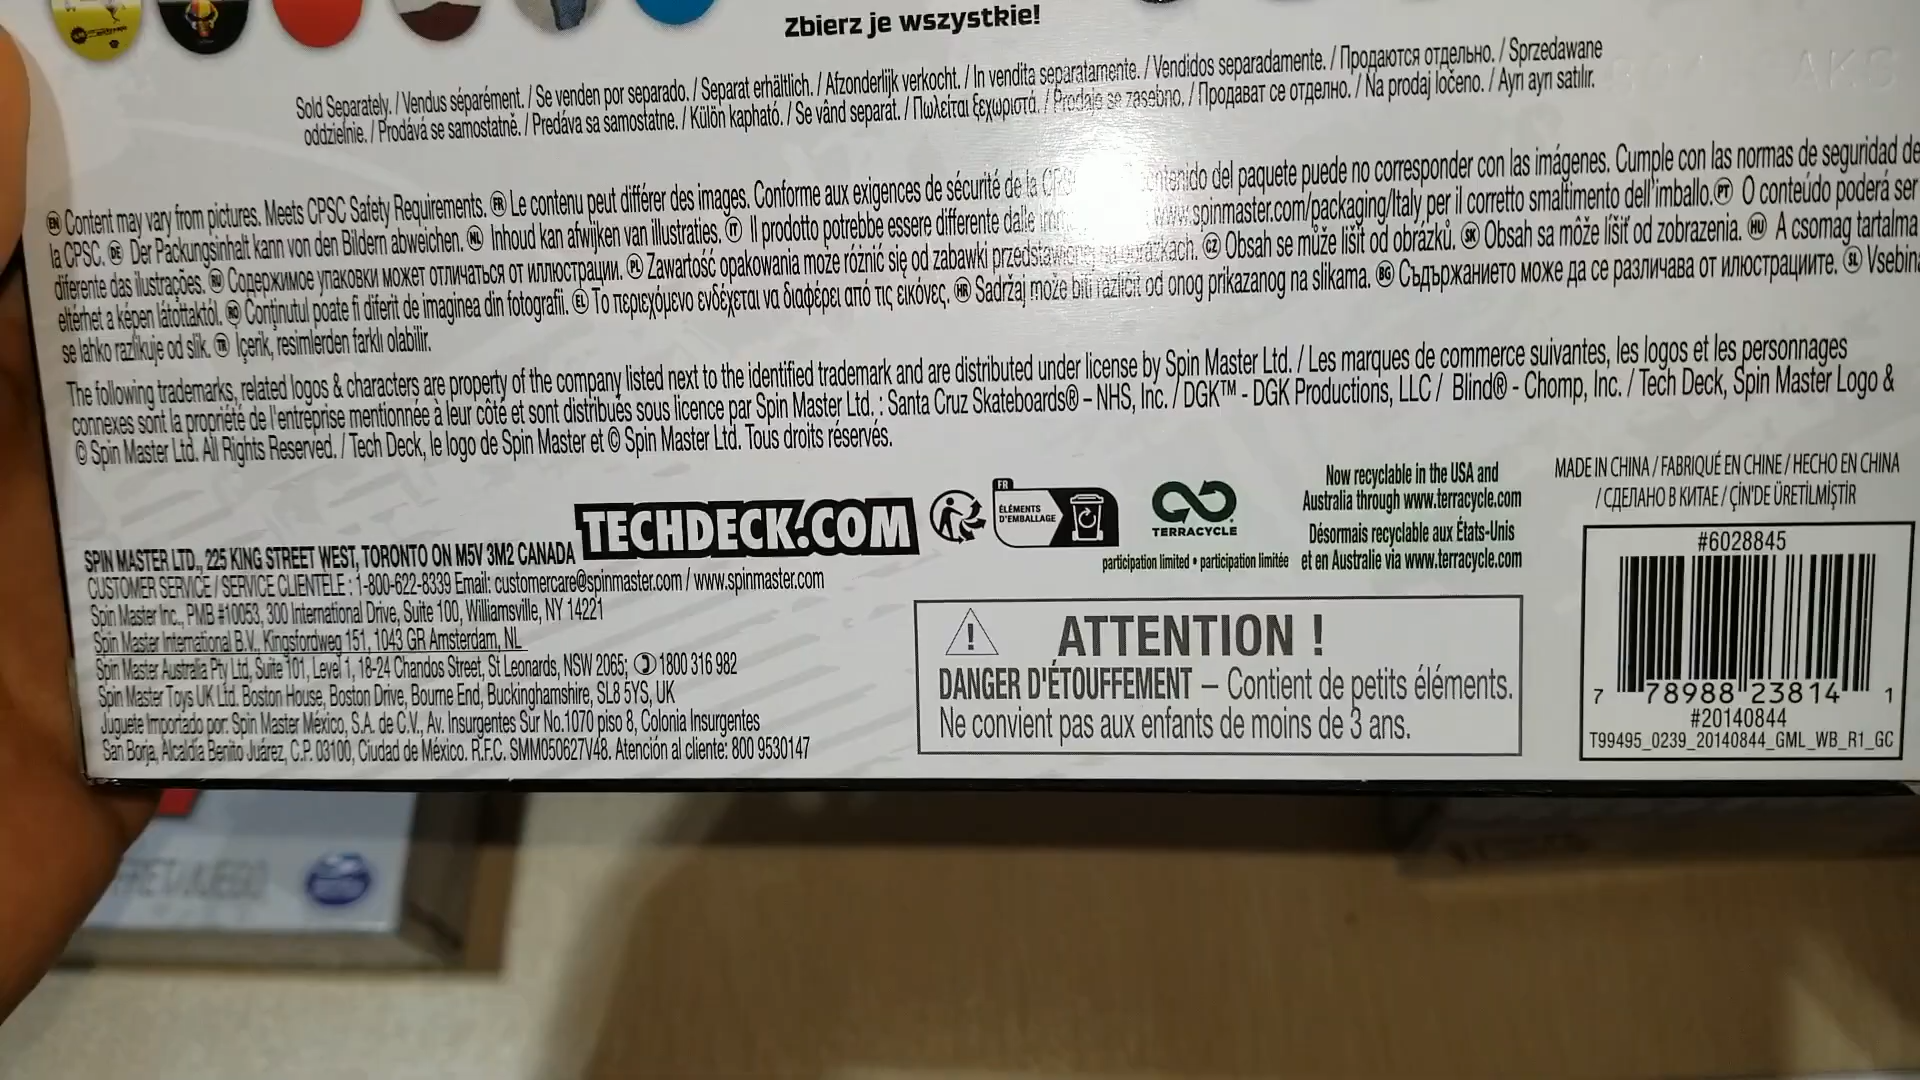 Zbierz je wszystkie!
Sold Separately. / Vendus séparément. / Se venden por separado. / Separat erhältlich. / Afzonderlijk verkocht. / In vendita separatamente. / Vendidos separadamente. / Продаются отдельно. / Sprzedawane
oddzielnie. / Prodává se samostatně. / Predáva sa samostatne. / Külön kapható. / Se vând separat. / Πωλείται ξεχωριστά. / Prodaje se zasebno. / Продават се отделно. / Na prodaj ločeno. / Ayrı ayrı satılır.
EN Content may vary from pictures. Meets CPSC Safety Requirements. FR Le contenu peut différer des images. Conforme aux exigences de sécurité de la del paquete puede no corresponder con las imágenes. Cumple con las normas de seguridad de
la CPSC. DE Der Packungsinhalt kann von den Bildern abweichen. NL Inhoud kan afwijken van illustraties. IT Il prodotto potrebbe essere differente dalle www.spinmaster.com/packaging/Italy per il corretto smaltimento dell'imballo. PT O conteúdo poderá ser
diferente das ilustrações. RU Содержимое упаковки может отличаться от иллюстрации. PL Zawartość opakowania może różnić się od zabawki obrazkach. CZ Obsah se může lišit od obrázků. SK Obsah sa môže líšiť od zobrazenia. HU A csomag tartalma
eltérhet a képen látottaktól. RO Conținutul poate fi diferit de imaginea din fotografii. EL Το περιεχόμενο ενδέχεται να διαφέρει από τις εικόνες. HR Sadržaj može biti različit od onog prikazanog na slikama. BG Съдържанието може да се различава от илюстрациите. SL Vsebina
se lahko razlikuje od slik. TR İçerik, resimlerden farklı olabilir.
The following trademarks, related logos & characters are property of the company listed next to the identified trademark and are distributed under license by Spin Master Ltd. / Les marques de commerce suivantes, les logos et les personnages
connexes sont la propriété de l'entreprise mentionnée à leur côté et sont distribués sous licence par Spin Master Ltd. : Santa Cruz Skateboards® – NHS, Inc. / DGK™ - DGK Productions, LLC / Blind® - Chomp, Inc. / Tech Deck, Spin Master Logo &
© Spin Master Ltd. All Rights Reserved. / Tech Deck, le logo de Spin Master et © Spin Master Ltd. Tous droits réservés.
SPIN MASTER LTD., 225 KING STREET WEST, TORONTO ON M5V 3M2 CANADA
TECHDECK.COM
CUSTOMER SERVICE / SERVICE CLIENTÈLE : 1-800-622-8339 Email: customercare@spinmaster.com / www.spinmaster.com
Spin Master Inc., PMB #10053, 300 International Drive, Suite 100, Williamsville, NY 14221
Spin Master International B.V., Kingsfordweg 151, 1043 GR Amsterdam, NL
Spin Master Australia Pty Ltd, Suite 101, Level 1, 18-24 Chandos Street, St Leonards, NSW 2065; 1800 316 982
Spin Master Toys UK Ltd. Boston House, Boston Drive, Bourne End, Buckinghamshire, SL8 5YS, UK
Juguete Importado por: Spin Master México, S.A. de C.V., Av. Insurgentes Sur No.1070 piso 8, Colonia Insurgentes
San Borja, Alcaldía Benito Juárez, C.P. 03100, Ciudad de México. R.F.C. SMM050627V48. Atención al cliente: 800 9530147
FR
ÉLÉMENTS
D'EMBALLAGE
TERRACYCLE
participation limited • participation limitée
Now recyclable in the USA and
Australia through www.terracycle.com
Désormais recyclable aux États-Unis
et en Australie via www.terracycle.com
MADE IN CHINA / FABRIQUÉ EN CHINE / HECHO EN CHINA
/ СДЕЛАНО В КИТАЕ / ÇİN'DE ÜRETİLMİŞTİR
ATTENTION !
DANGER D'ÉTOUFFEMENT – Contient de petits éléments.
Ne convient pas aux enfants de moins de 3 ans.
#6028845
7 78988 23814 1
#20140844
T99495_0239_20140844_GML_WB_R1_GC